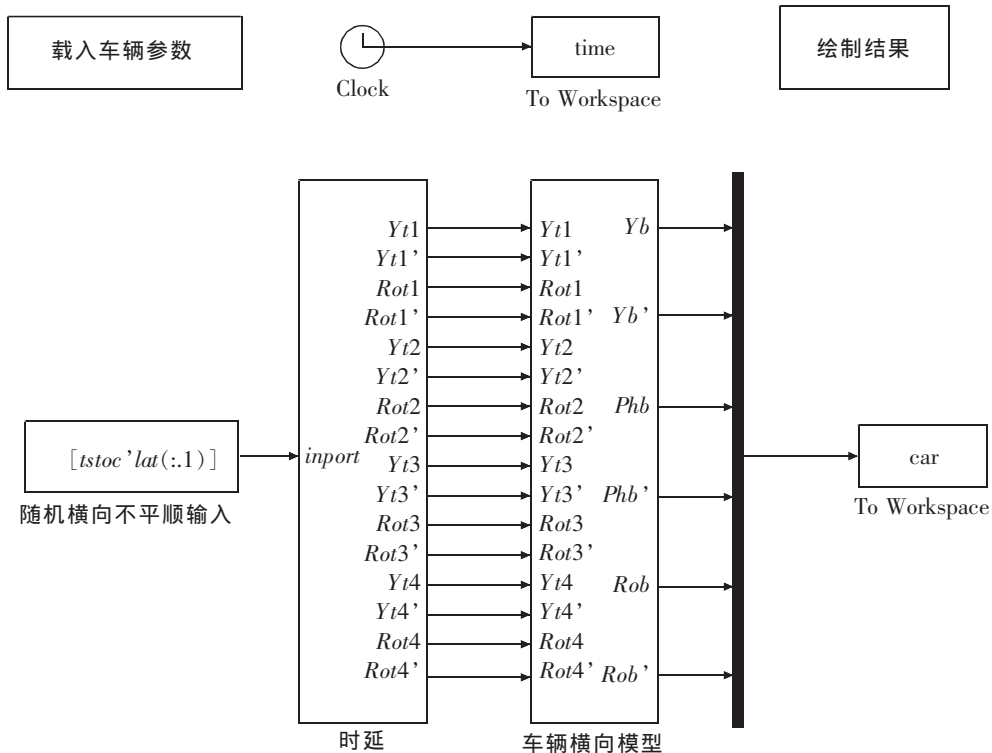 载入车辆参数
Clock
time
To Workspace
绘制结果
[tstoc’lat(:.1)]
随机横向不平顺输入
inport
Yt1
Yt1’
Rot1
Rot1’
Yt2
Yt2’
Rot2
Rot2’
Yt3
Yt3’
Rot3
Rot3’
Yt4
Yt4’
Rot4
Rot4’
时延
Yt1
Yt1’
Rot1
Rot1’
Yt2
Yt2’
Rot2
Rot2’
Yt3
Yt3’
Rot3
Rot3’
Yt4
Yt4’
Rot4
Rot4’
Yb
Yb’
Phb
Phb’
Rob
Rob’
车辆横向模型
car
To Workspace